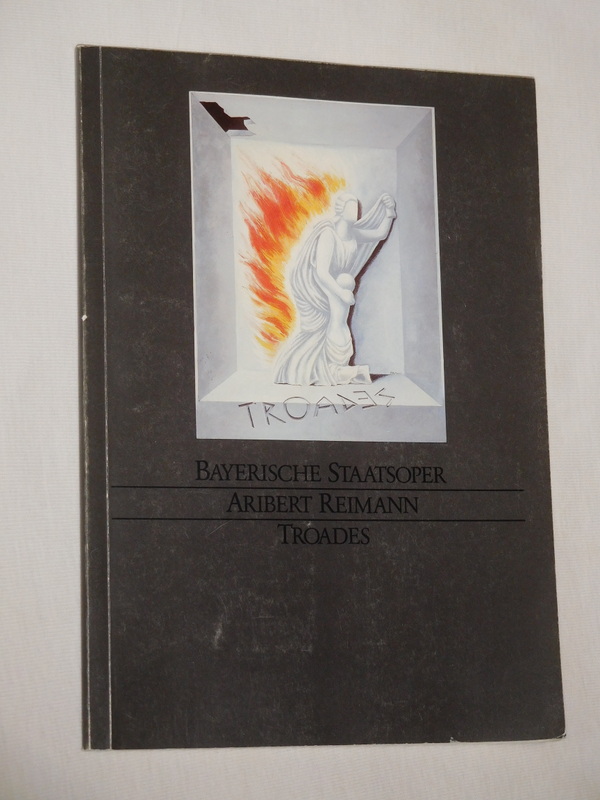 TROADES
BAYERISCHE STAATSOPER
ARIBERT REIMANN
TROADES